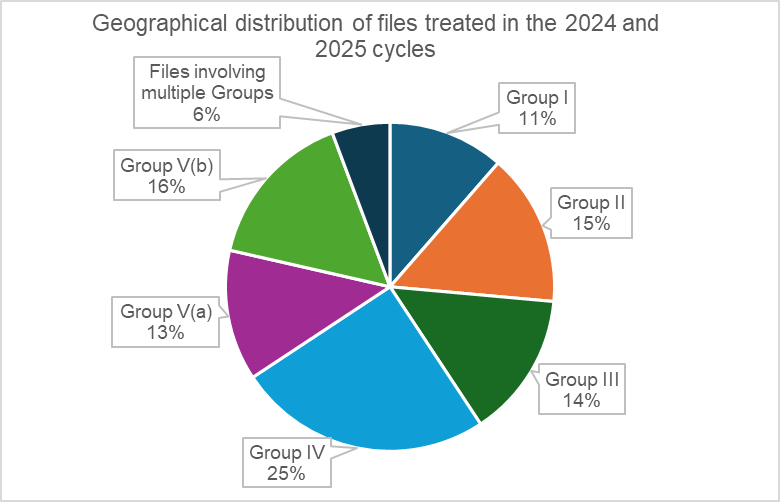 Geographical distribution of files treated in the 2024 and
2025 cycles
Files involving
multiple Groups
6%
Group I
11%
Group V(b)
16%
Group II
15%
Group V(a)
13%
Group III
14%
Group IV
25%